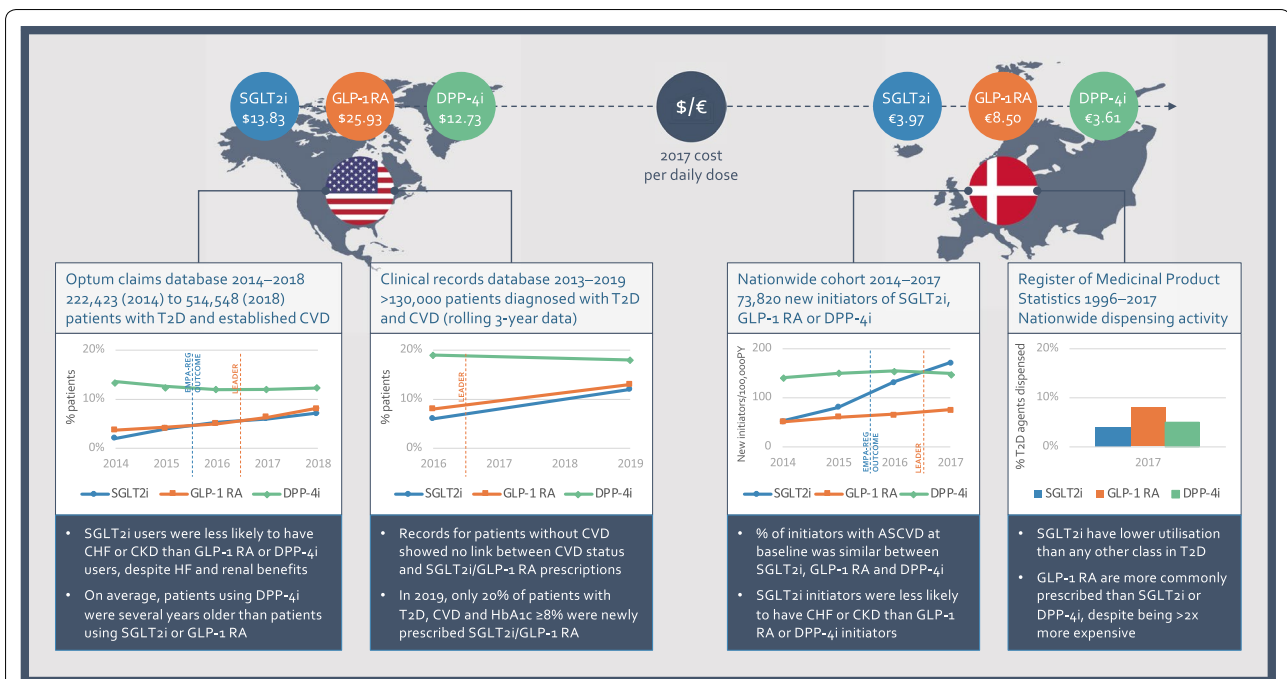 SGLT2i
$13.83
GLP-1 RA
$25.93
DPP-4i
$12.73
$/€
2017 cost
per daily dose
SGLT2i
€3.97
GLP-1 RA
€8.50
DPP-4i
€3.61
Optum claims database 2014–2018
222,423 (2014) to 514,548 (2018)
patients with T2D and established CVD
20%
10%
0%
% patients
EMPA-REG
OUTCOME
LEADER
2014
2015
2016
2017
2018
SGLT2i
GLP-1 RA
DPP-4i
• SGLT2i users were less likely to have
CHF or CKD than GLP-1 RA or DPP-4i
users, despite HF and renal benefits
• On average, patients using DPP-4i
were several years older than patients
using SGLT2i or GLP-1 RA
Clinical records database 2013–2019
>130,000 patients diagnosed with T2D
and CVD (rolling 3-year data)
20%
10%
0%
% patients
LEADER
2016
2017
2018
2019
SGLT2i
GLP-1 RA
DPP-4i
• Records for patients without CVD
showed no link between CVD status
and SGLT2i/GLP-1 RA prescriptions
• In 2019, only 20% of patients with
T2D, CVD and HbA1c ≥8% were newly
prescribed SGLT2i/GLP-1 RA
Nationwide cohort 2014–2017
73,820 new initiators of SGLT2i,
GLP-1 RA or DPP-4i
200
100
0
New initiators/100,000PY
EMPA-REG
OUTCOME
LEADER
2014
2015
2016
2017
SGLT2i
GLP-1 RA
DPP-4i
• % of initiators with ASCVD at
baseline was similar between
SGLT2i, GLP-1 RA and DPP-4i
• SGLT2i initiators were less likely
to have CHF or CKD than GLP-1
RA or DPP-4i initiators
Register of Medicinal Product
Statistics 1996–2017
Nationwide dispensing activity
20%
10%
0%
% T2D agents dispensed
2017
SGLT2i
GLP-1 RA
DPP-4i
• SGLT2i have lower utilisation
than any other class in T2D
• GLP-1 RA are more commonly
prescribed than SGLT2i or
DPP-4i, despite being >2x
more expensive